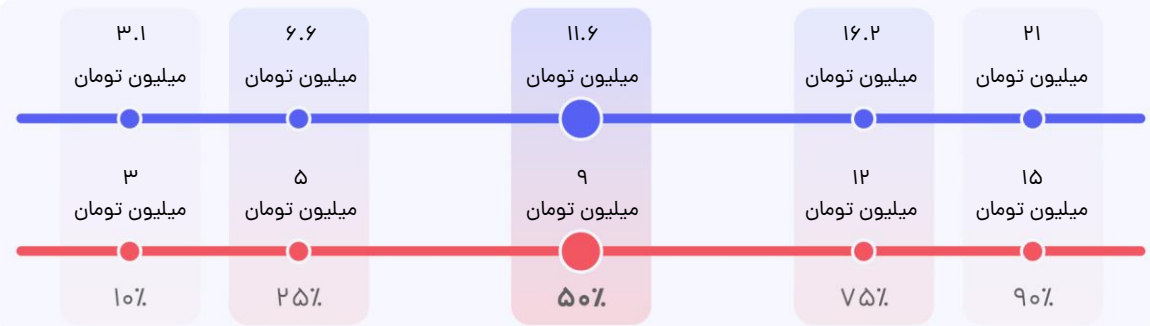 ۳.۱ ۶.۶ ۱۱.۶ ۱۶.۲ ۲۱
میلیون تومان میلیون تومان میلیون تومان میلیون تومان میلیون تومان
۳ ۵ ۹ ۱۲ ۱۵
میلیون تومان میلیون تومان میلیون تومان میلیون تومان میلیون تومان
۱۰٪ ۲۵٪ ۵۰٪ ۷۵٪ ۹۰٪